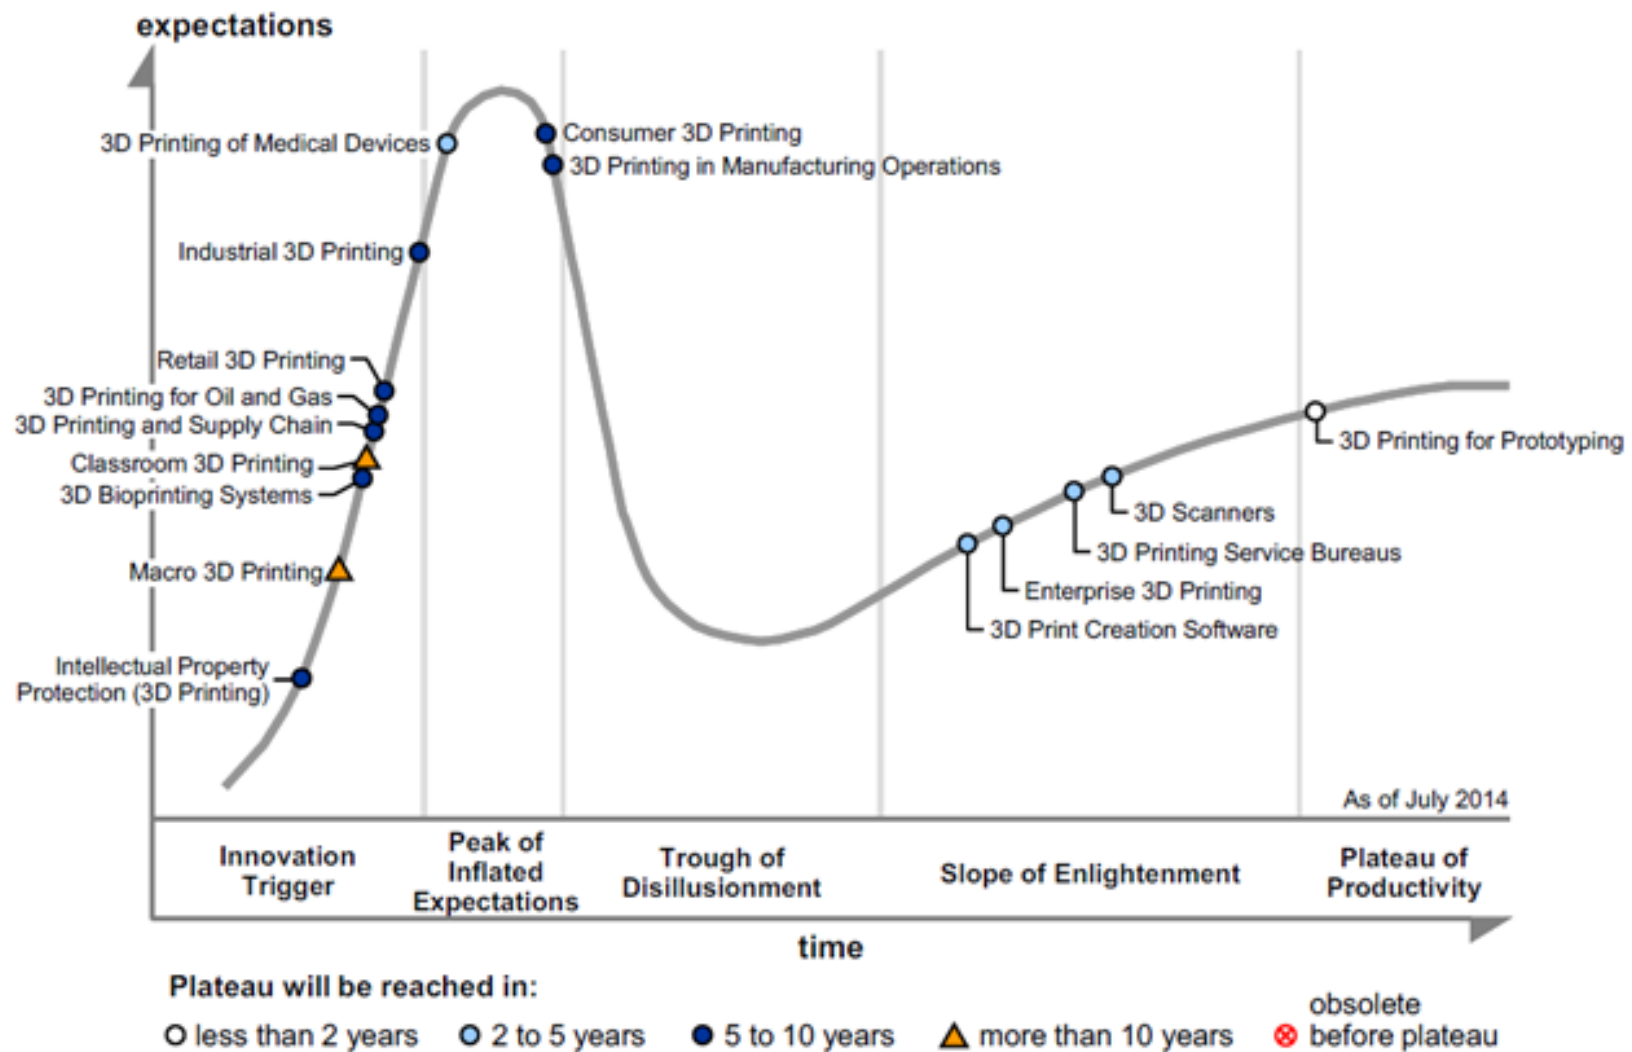 expectations
3D Printing of Medical Devices
Consumer 3D Printing
3D Printing in Manufacturing Operations
Industrial 3D Printing
Retail 3D Printing
3D Printing for Oil and Gas
3D Printing and Supply Chain
Classroom 3D Printing
3D Bioprinting Systems
Macro 3D Printing
Intellectual Property
Protection (3D Printing)
3D Printing for Prototyping
3D Scanners
3D Printing Service Bureaus
Enterprise 3D Printing
3D Print Creation Software
As of July 2014
Innovation
Trigger
Peak of
Inflated
Expectations
Trough of
Disillusionment
Slope of Enlightenment
Plateau of
Productivity
time
Plateau will be reached in:
less than 2 years
2 to 5 years
5 to 10 years
more than 10 years
obsolete
before plateau